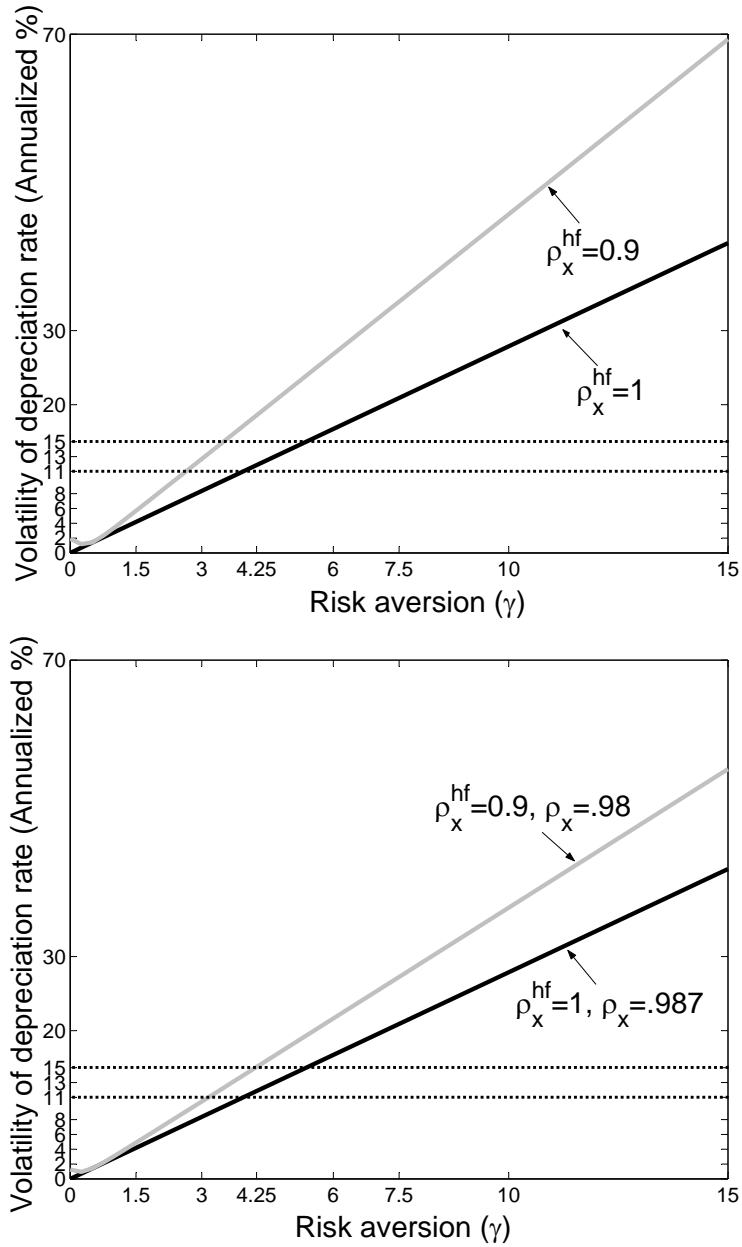 70
30
20
15
13
11
8
6
4
2
0
0 1.5 3 4.25 6 7.5 10 15
Volatility of depreciation rate (Annualized %)
Risk aversion (γ)
ρ_x^hf=0.9
ρ_x^hf=1
70
30
20
15
13
11
8
6
4
2
0
0 1.5 3 4.25 6 7.5 10 15
Volatility of depreciation rate (Annualized %)
Risk aversion (γ)
ρ_x^hf=0.9, ρ_x=.98
ρ_x^hf=1, ρ_x=.987